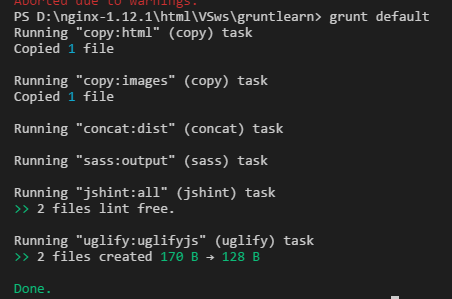 Aborted due to warnings.
PS D:\nginx-1.12.1\html\VSws\gruntlearn> grunt default
Running "copy:html" (copy) task
Copied 1 file
Running "copy:images" (copy) task
Copied 1 file
Running "concat:dist" (concat) task
Running "sass:output" (sass) task
Running "jshint:all" (jshint) task
>> 2 files lint free.
Running "uglify:uglifyjs" (uglify) task
>> 2 files created 170 B → 128 B
Done.